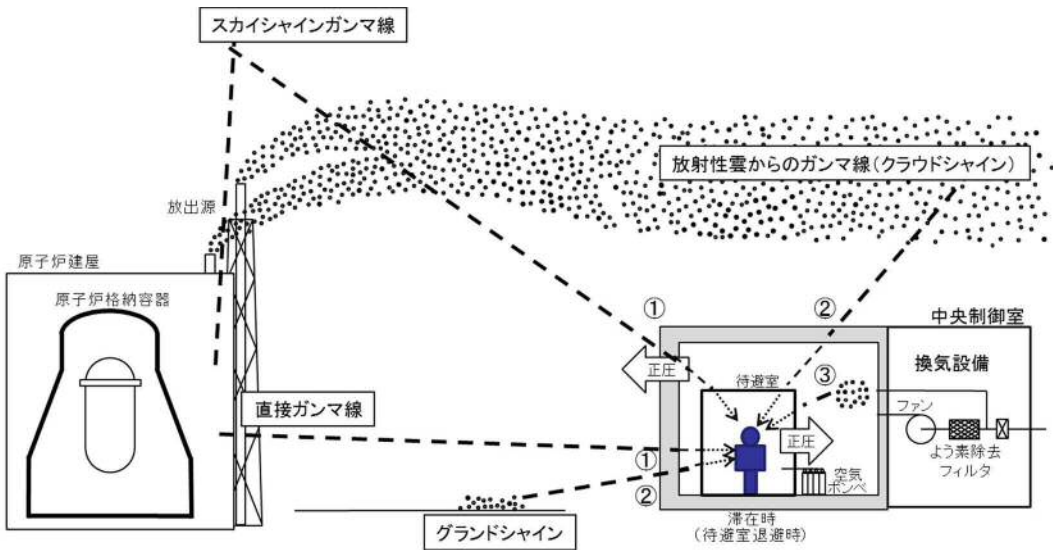 スカイシャインガンマ線
放射性雲からのガンマ線(クラウドシャイン)
放出源
原子炉建屋
原子炉格納容器
①
②
中央制御室
換気設備
正圧
待避室
③
ファン
直接ガンマ線
正圧
よう素除去
フィルタ
①
②
空気
ボンベ
グランドシャイン
滞在時
(待避室退避時)